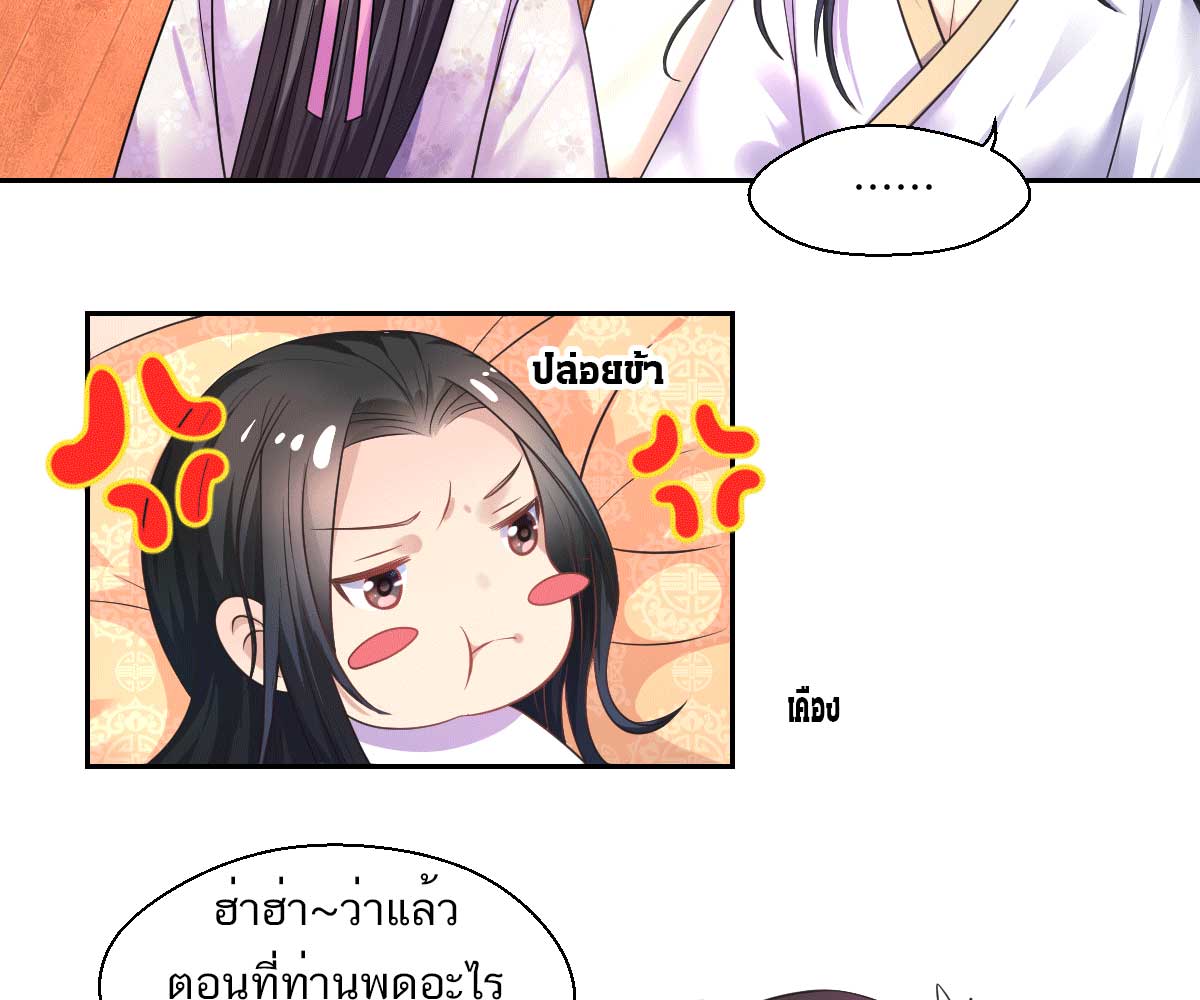 ......
ปล่อยข้า
เคือง
ฮ่าฮ่า~ว่าแล้ว
ตอนที่ท่านพูดอะไร